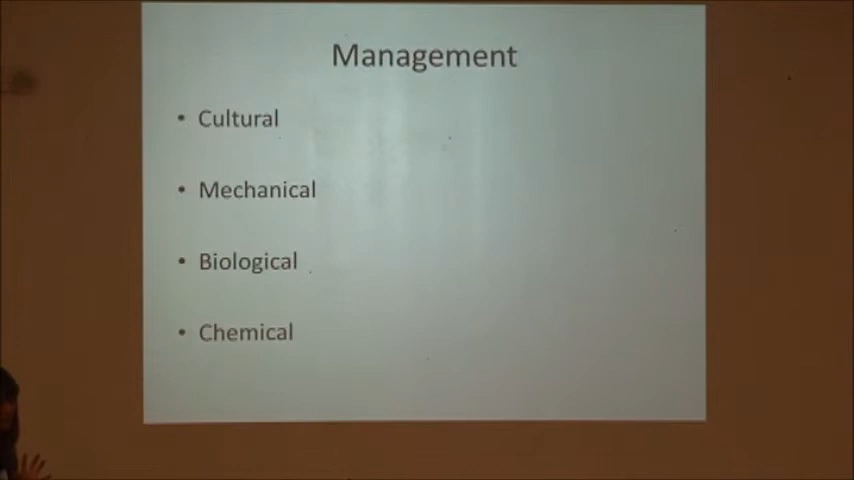 Management
• Cultural
• Mechanical
• Biological
• Chemical